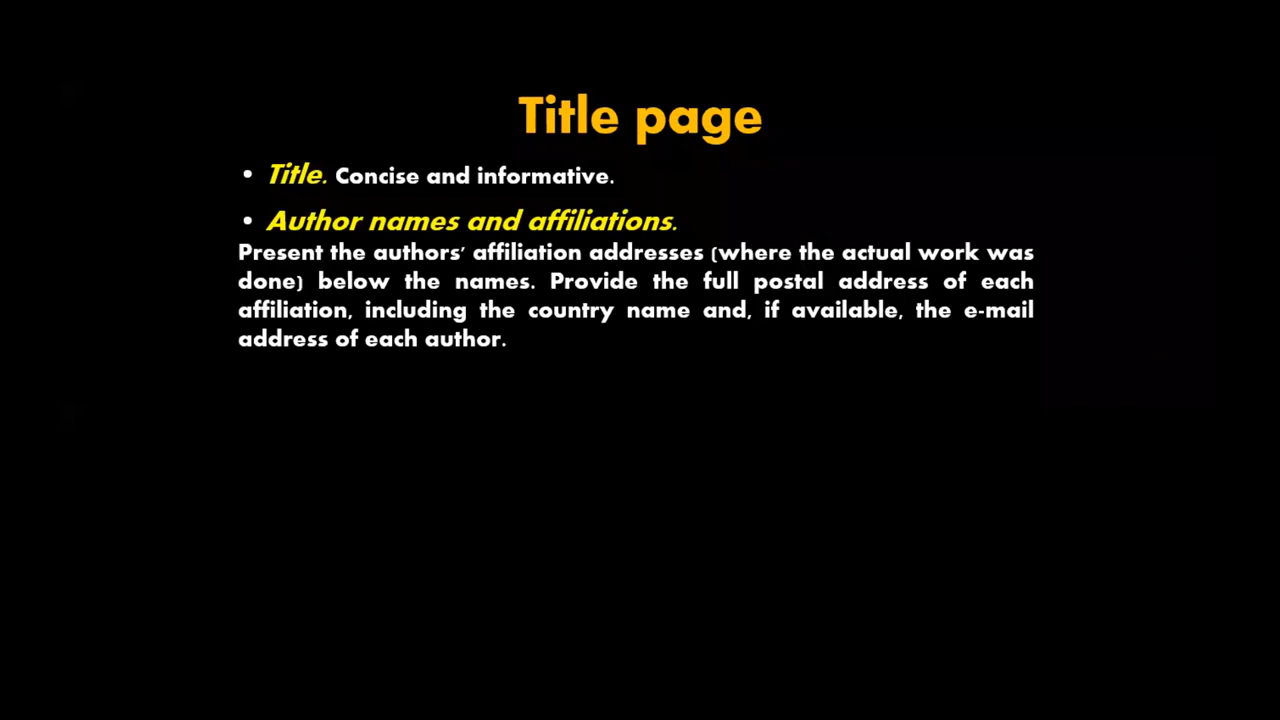 Title page
• Title. Concise and informative.
• Author names and affiliations.
Present the authors' affiliation addresses (where the actual work was
done) below the names. Provide the full postal address of each
affiliation, including the country name and, if available, the e-mail
address of each author.